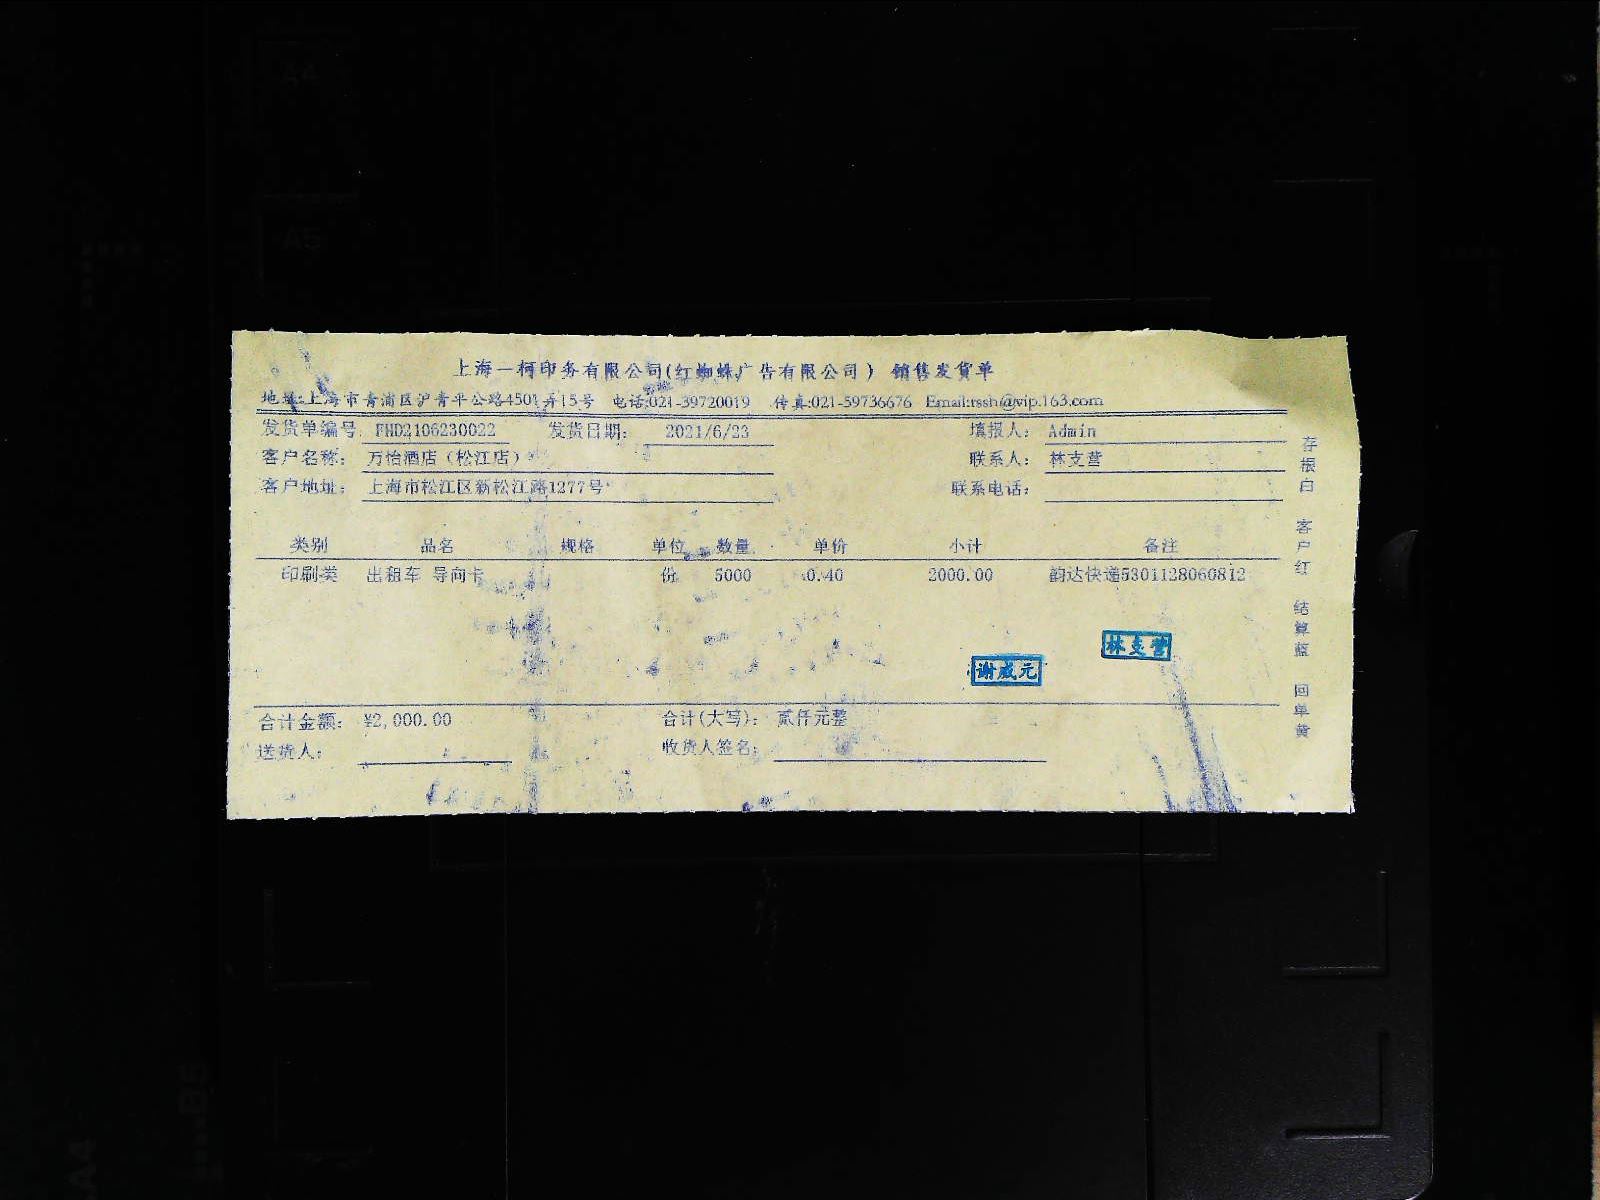 上海一柯印务有限公司(红蜘蛛广告有限公司) 销售发货单
地址:上海市青浦区沪青平公路4501弄15号 电话:021-39720019 传真:021-59736676 Email:rssh@vip.163.com
发货单编号: FHD2106230022 发货日期: 2021/6/23 填报人: Admin
客户名称: 万怡酒店(松江店) 联系人: 林支营
客户地址: 上海市松江区新松江路1277号 联系电话:
类别 品名 规格 单位 数量 单价 小计 备注
印刷类 出租车 导向卡 份 5000 0.40 2000.00 韵达快递5301128060812
林支营
谢威元
合计金额: ¥2,000.00 合计(大写): 贰仟元整
送货人: 收货人签名:
存根白 客户红 结算蓝 回单黄
A5
A4